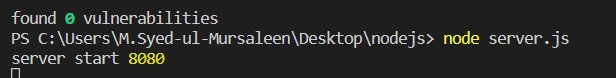 found 0 vulnerabilities
PS C:\Users\M.Syed-ul-Mursaleen\Desktop\nodejs> node server.js
server start 8080